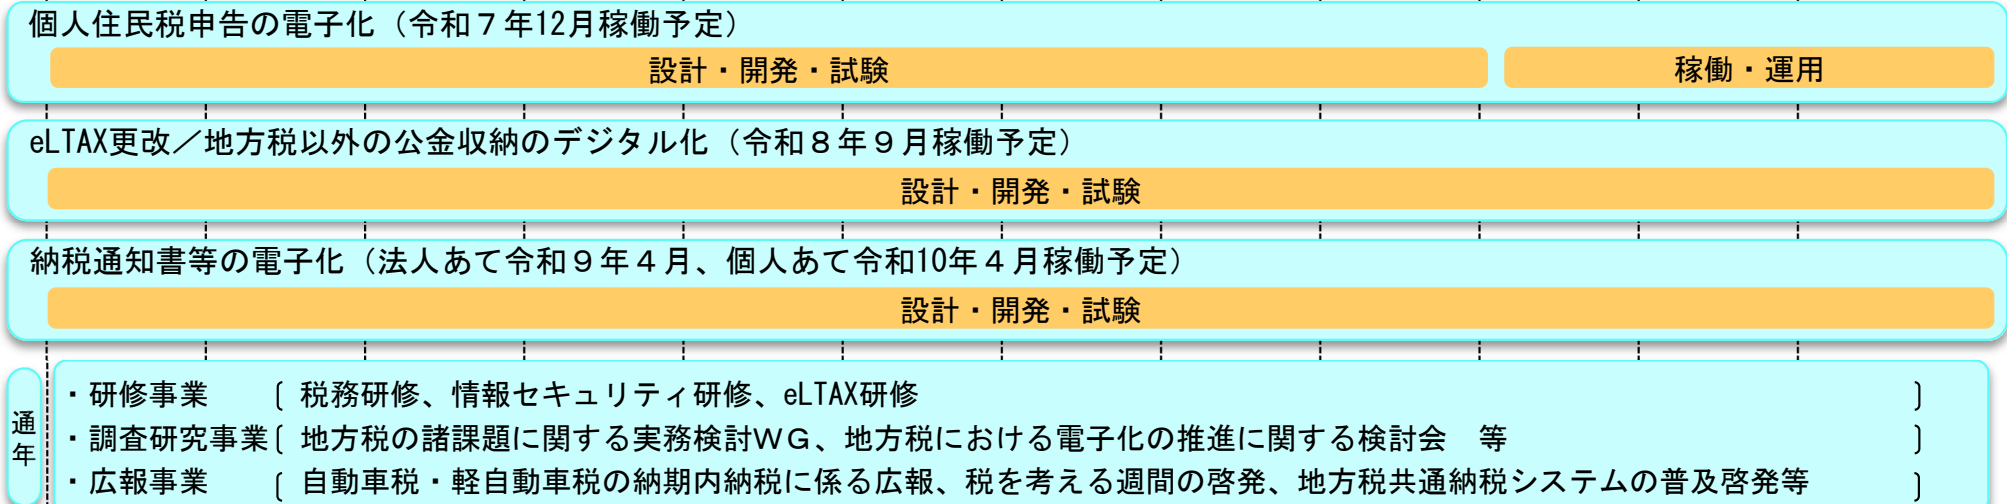 個人住民税申告の電子化（令和７年12月稼働予定）
設計・開発・試験
稼働・運用
eLTAX更改／地方税以外の公金収納のデジタル化（令和８年９月稼働予定）
設計・開発・試験
納税通知書等の電子化（法人あて令和９年４月、個人あて令和10年４月稼働予定）
設計・開発・試験
通年
・研修事業　〔 税務研修、情報セキュリティ研修、eLTAX研修 〕
・調査研究事業〔 地方税の諸課題に関する実務検討ＷＧ、地方税における電子化の推進に関する検討会　等 〕
・広報事業　〔 自動車税・軽自動車税の納期内納税に係る広報、税を考える週間の啓発、地方税共通納税システムの普及啓発等 〕